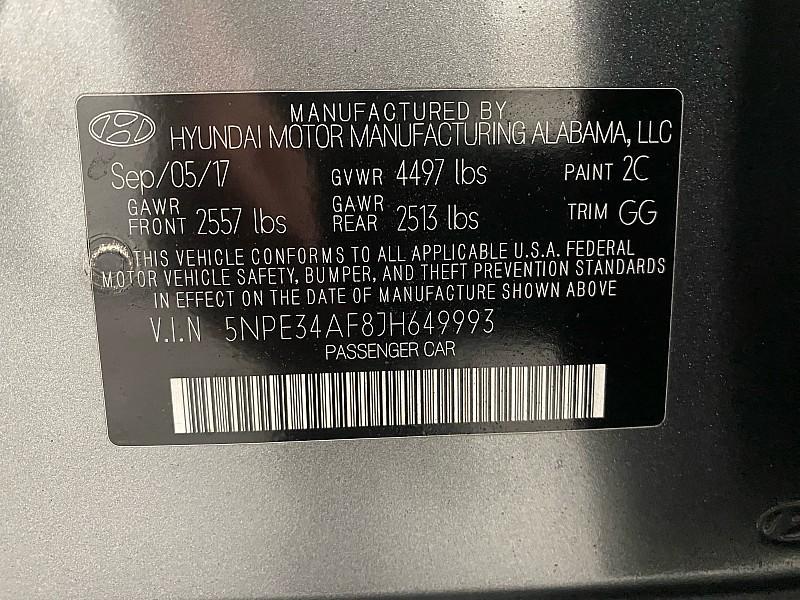 MANUFACTURED BY
HYUNDAI MOTOR MANUFACTURING ALABAMA, LLC
Sep/05/17 GVWR 4497 lbs PAINT 2C
GAWR FRONT 2557 lbs GAWR REAR 2513 lbs TRIM GG
THIS VEHICLE CONFORMS TO ALL APPLICABLE U.S.A. FEDERAL
MOTOR VEHICLE SAFETY, BUMPER, AND THEFT PREVENTION STANDARDS
IN EFFECT ON THE DATE OF MANUFACTURE SHOWN ABOVE
V.I.N 5NPE34AF8JH649993
PASSENGER CAR